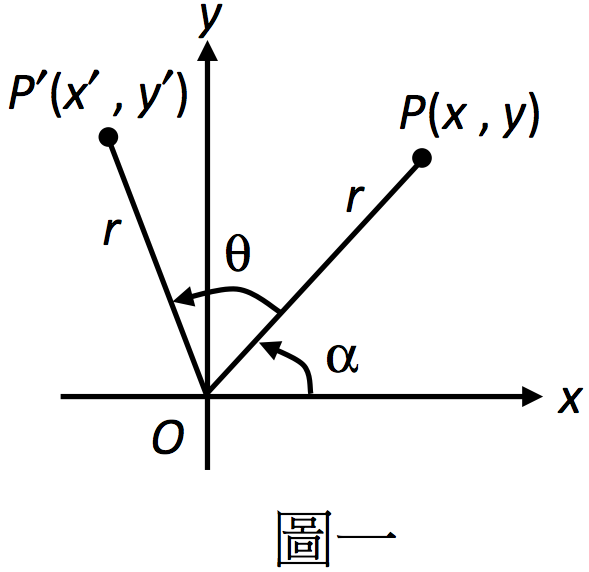 y
P′(x′ , y′)
P(x , y)
r
r
θ
α
x
O
圖一